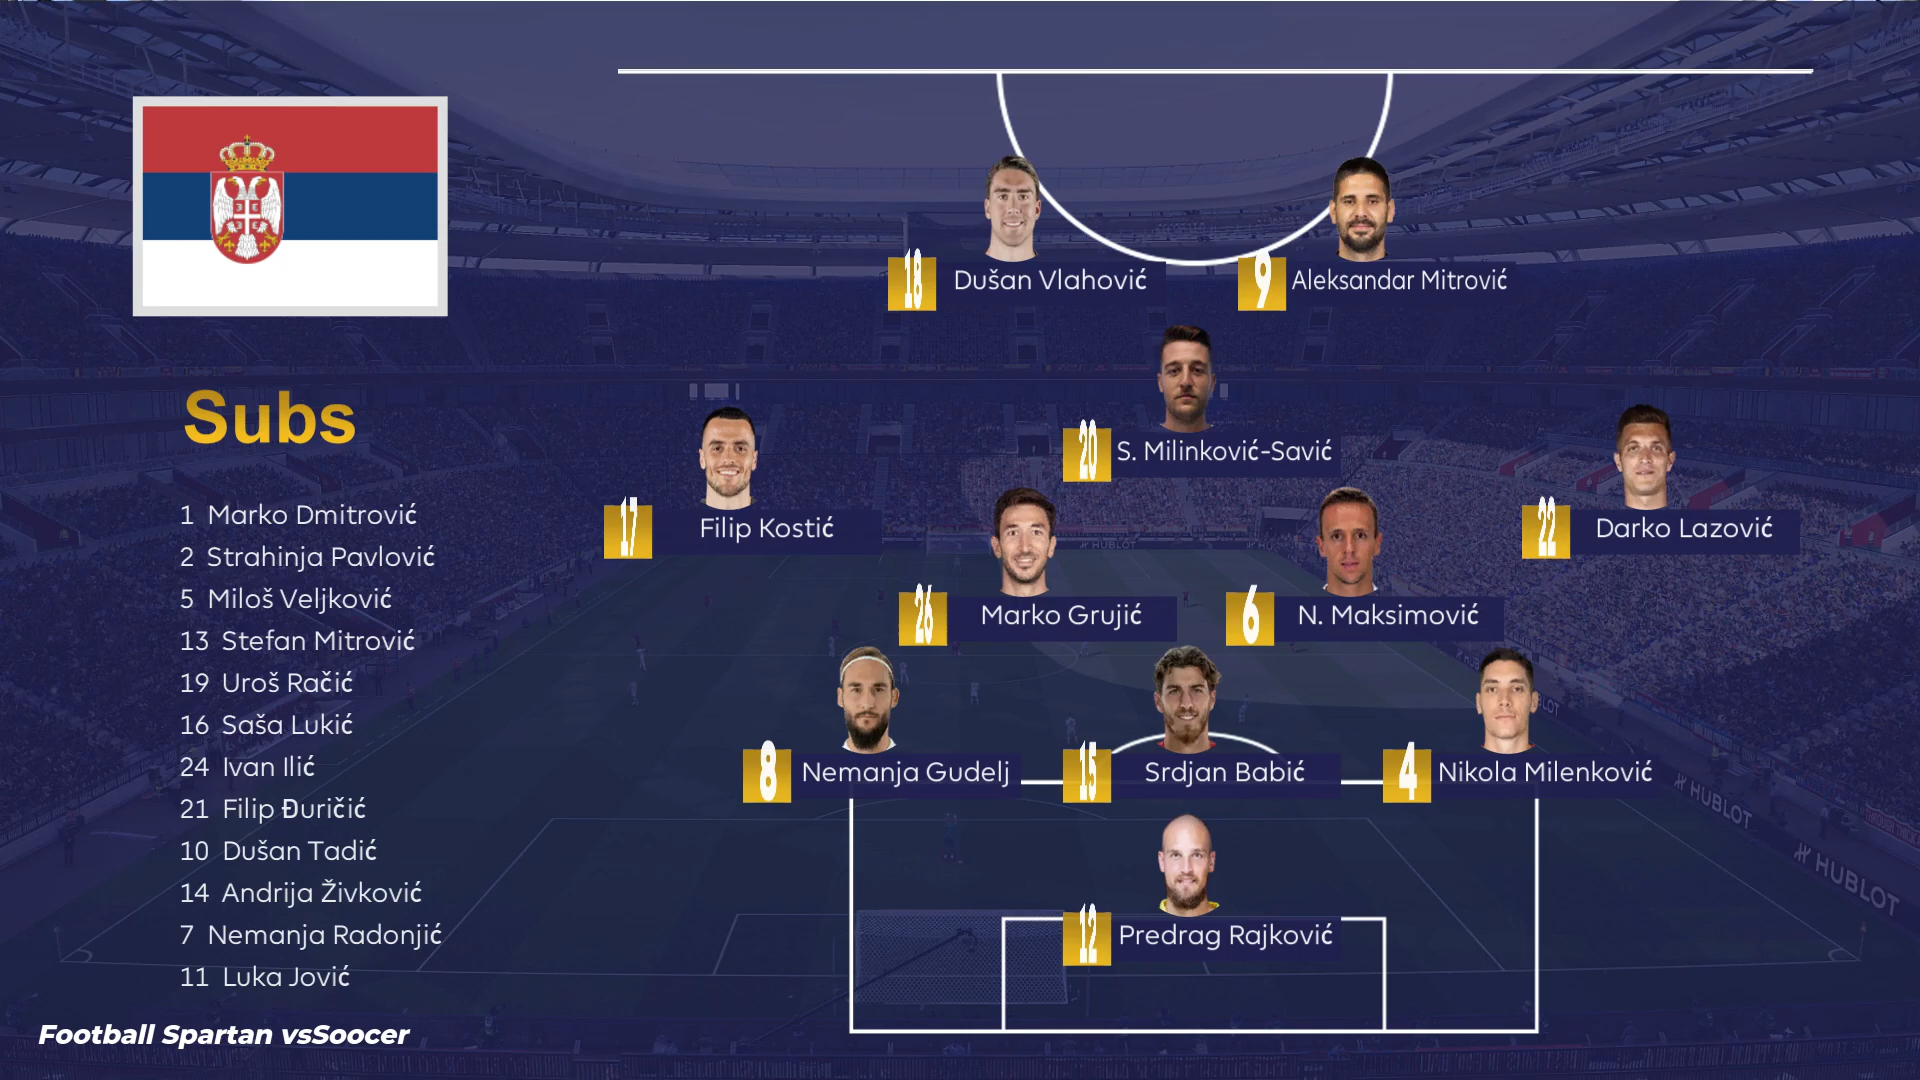 18 Dušan Vlahović
9 Aleksandar Mitrović
20 S. Milinković-Savić
17 Filip Kostić
22 Darko Lazović
26 Marko Grujić
6 N. Maksimović
8 Nemanja Gudelj
15 Srdjan Babić
4 Nikola Milenković
12 Predrag Rajković
Subs
1 Marko Dmitrović
2 Strahinja Pavlović
5 Miloš Veljković
13 Stefan Mitrović
19 Uroš Račić
16 Saša Lukić
24 Ivan Ilić
21 Filip Đuričić
10 Dušan Tadić
14 Andrija Živković
7 Nemanja Radonjić
11 Luka Jović
Football Spartan vsSoocer
HUBLOT
HUBLOT
HUBLOT